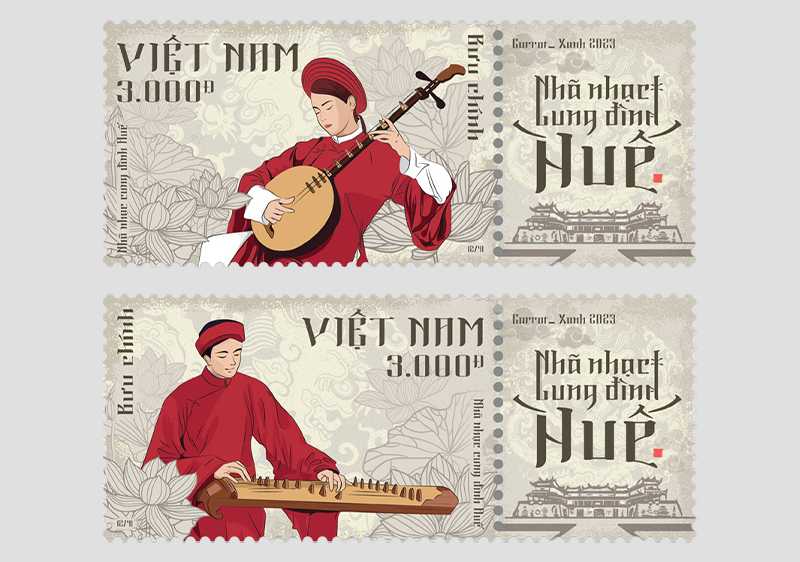 VIỆT NAM
3.000Đ
Bưu chính
Nhã nhạc cung đình Huế
12/41
Carrot_ Xanh 2023
Nhã nhạc
Cung đình
Huế.
Bưu chính
VIỆT NAM
3.000Đ
Nhã nhạc cung đình Huế
Carrot_ Xanh 2023
Nhã nhạc
Cung đình
Huế.